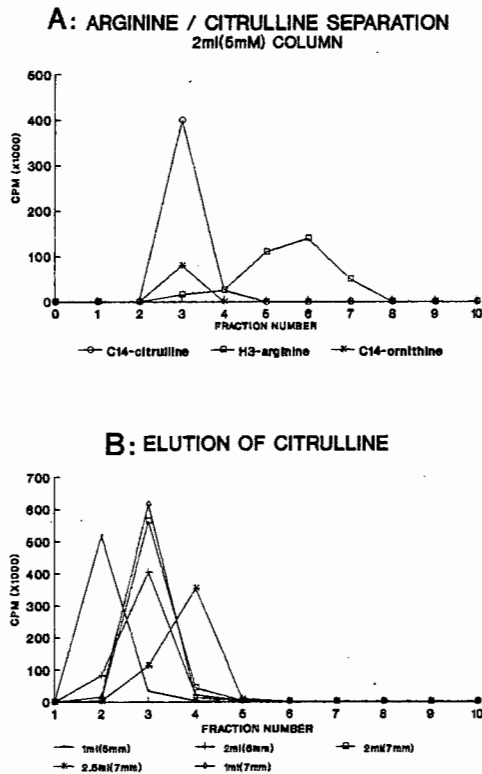 A: ARGININE / CITRULLINE SEPARATION
2ml(5mM) COLUMN
CPM (X1000)
500
400
300
200
100
0
0 1 2 3 4 5 6 7 8 9 10
FRACTION NUMBER
C14-citrulline H3-arginine C14-ornithine
B: ELUTION OF CITRULLINE
CPM (X1000)
700
600
500
400
300
200
100
0
1 2 3 4 5 6 7 8 9 10
FRACTION NUMBER
1ml(5mm) 2ml(5mm) 2ml(7mm)
2.5ml(7mm) 1ml(7mm)